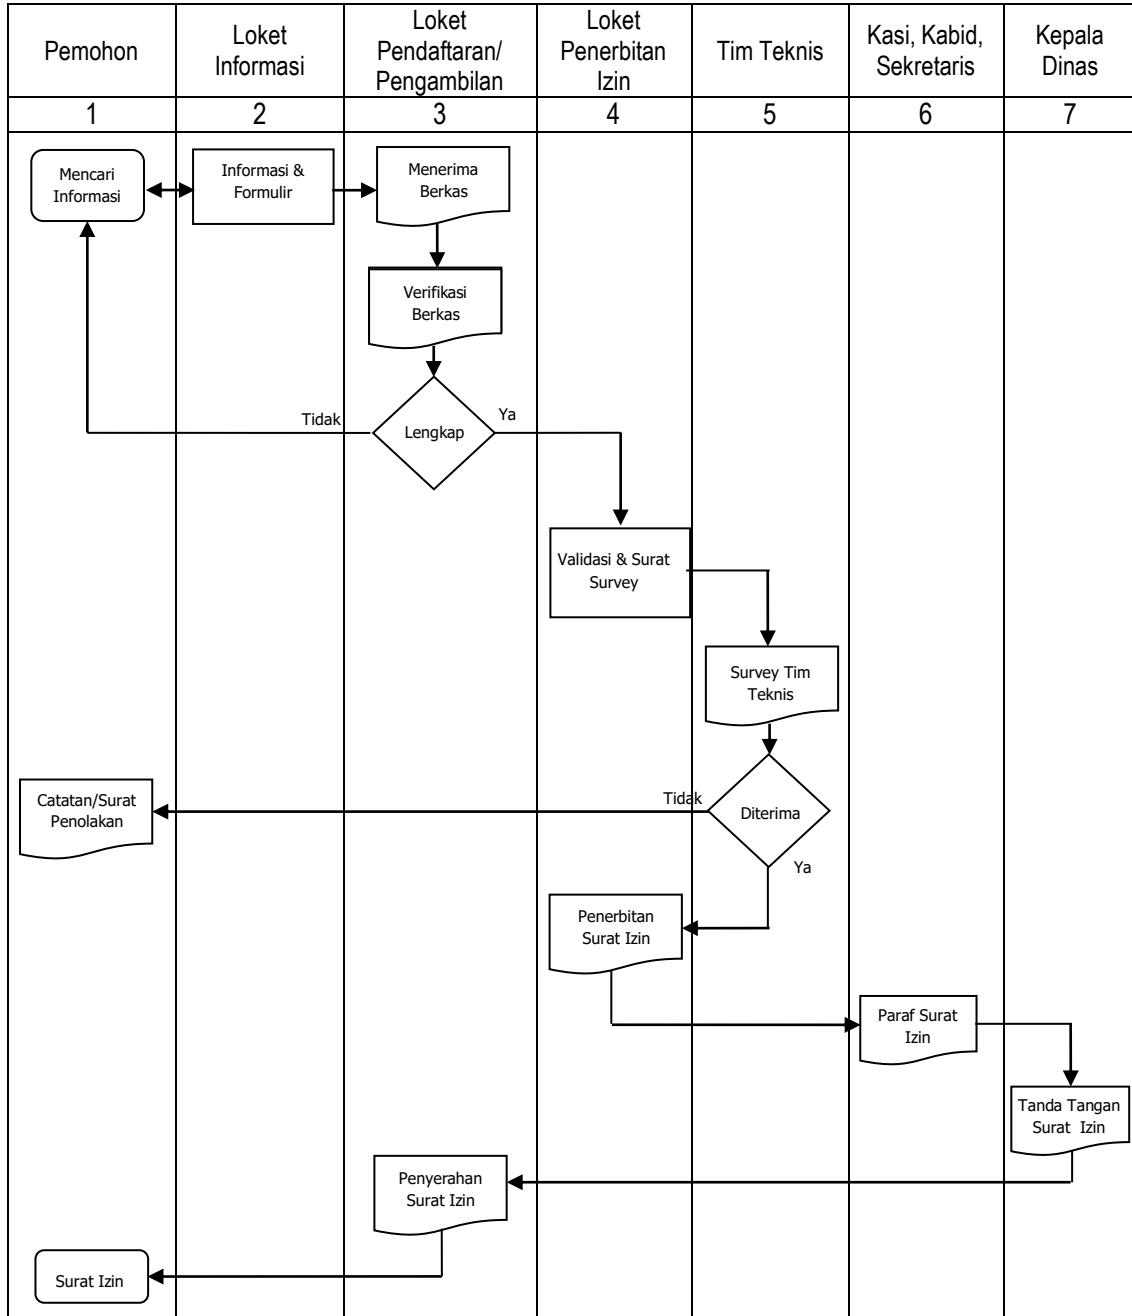 Pemohon
Loket
Informasi
Loket
Pendaftaran/
Pengambilan
Loket
Penerbitan
Izin
Tim Teknis
Kasi, Kabid,
Sekretaris
Kepala
Dinas
1
2
3
4
5
6
7
Mencari
Informasi
Informasi &
Formulir
Menerima
Berkas
Verifikasi
Berkas
Tidak
Lengkap
Ya
Validasi & Surat
Survey
Survey Tim
Teknis
Catatan/Surat
Penolakan
Tidak
Diterima
Ya
Penerbitan
Surat Izin
Paraf Surat
Izin
Tanda Tangan
Surat Izin
Penyerahan
Surat Izin
Surat Izin